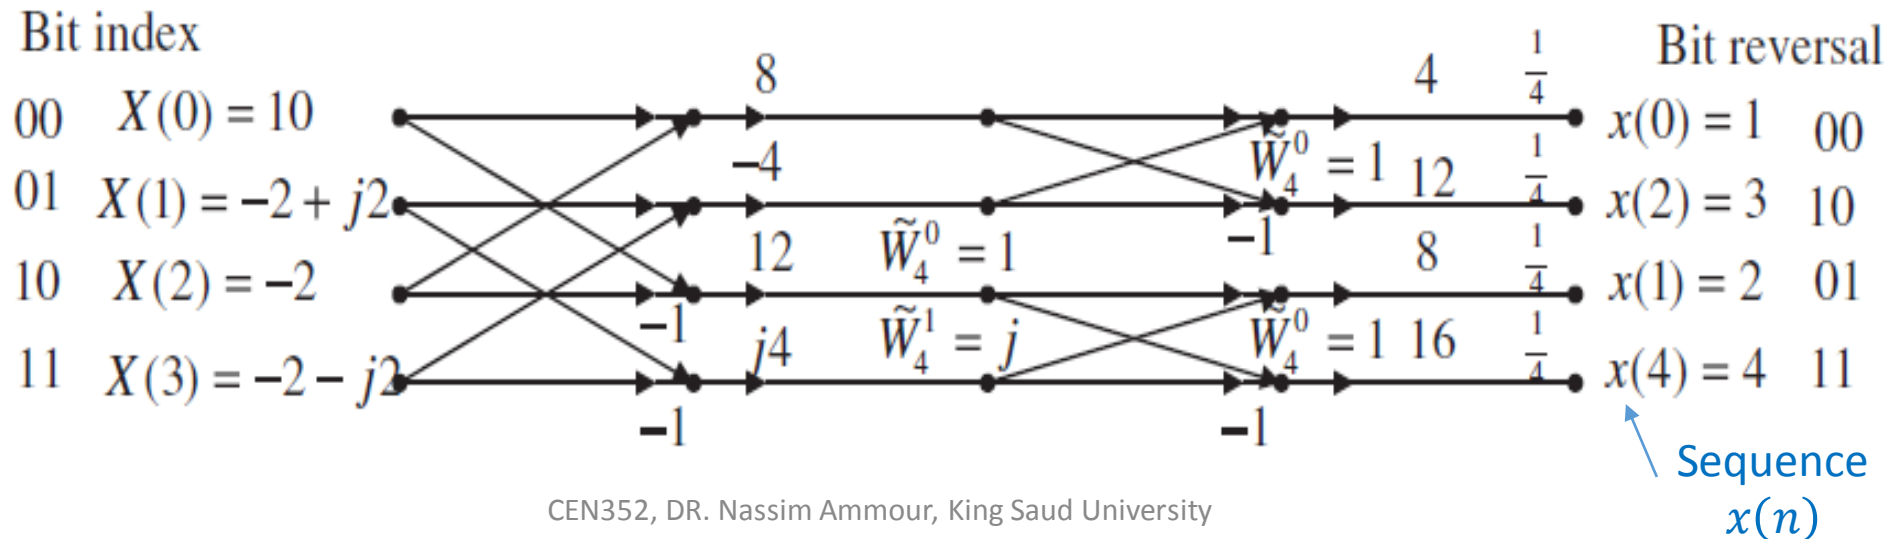 Bit index
Bit reversal
8
4
1/4
00 X(0) = 10
x(0) = 1 00
−4
W̃₄⁰ = 1
12
1/4
01 X(1) = −2 + j2
x(2) = 3 10
12
W̃₄⁰ = 1
−1
8
1/4
10 X(2) = −2
x(1) = 2 01
−1
j4
W̃₄¹ = j
W̃₄⁰ = 1
16
1/4
11 X(3) = −2 − j2
x(4) = 4 11
−1
−1
Sequence
x(n)
CEN352, DR. Nassim Ammour, King Saud University